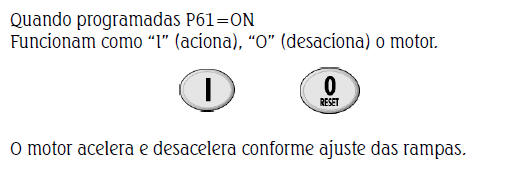 Quando programadas P61=ON
Funcionam como “I” (aciona), “O” (desaciona) o motor.
I 0
RESET
O motor acelera e desacelera conforme ajuste das rampas.